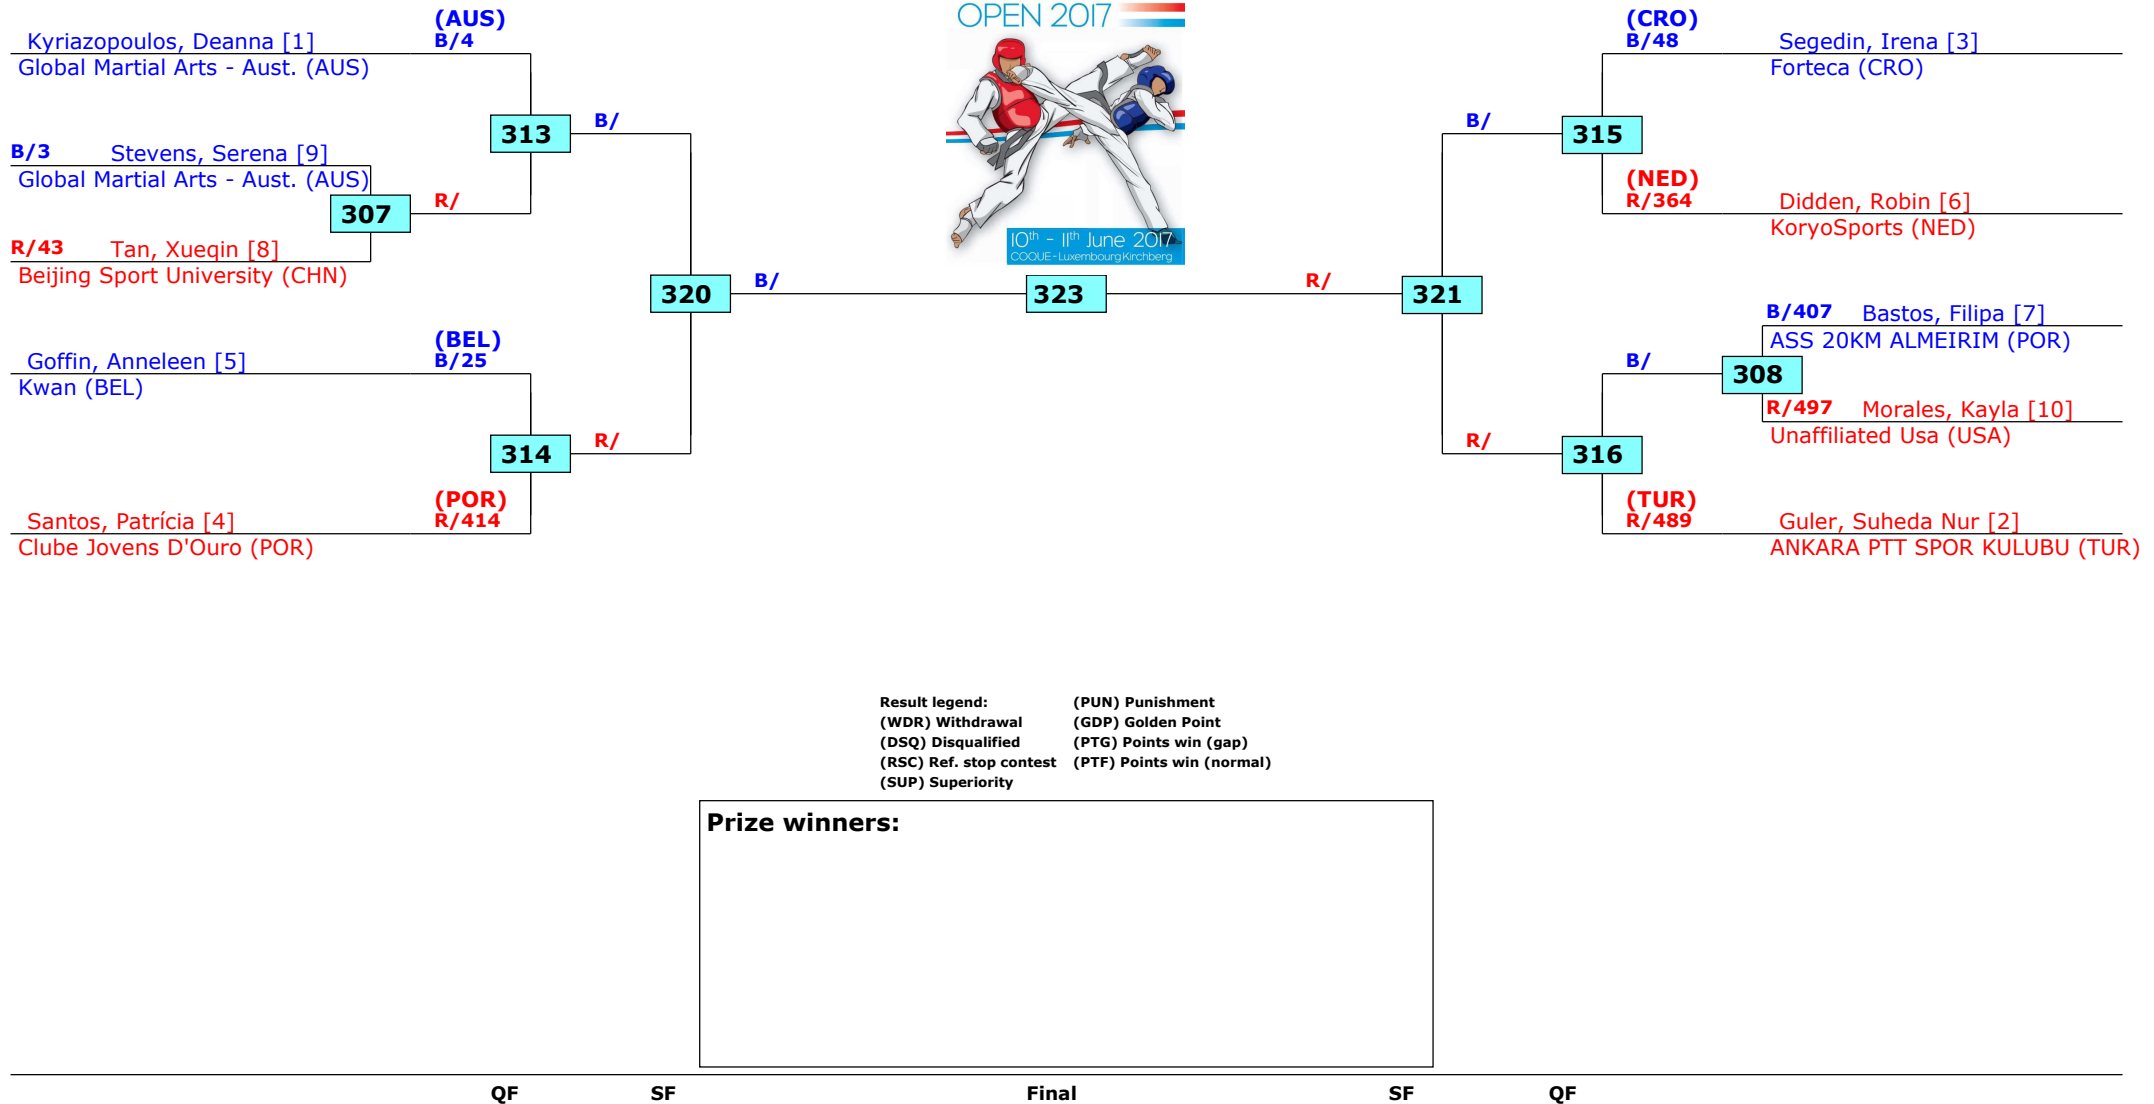 OPEN 2017
10th - 11th June 2017
COQUE - Luxembourg Kirchberg
(AUS)
Kyriazopoulos, Deanna [1] B/4
Global Martial Arts - Aust. (AUS)
313
B/
B/3 Stevens, Serena [9]
Global Martial Arts - Aust. (AUS)
307
R/
R/43 Tan, Xueqin [8]
Beijing Sport University (CHN)
320
B/
(BEL)
Goffin, Anneleen [5] B/25
Kwan (BEL)
314
R/
(POR)
Santos, Patrícia [4] R/414
Clube Jovens D'Ouro (POR)
323
(CRO)
B/48 Segedin, Irena [3]
Forteca (CRO)
B/
315
(NED)
R/364 Didden, Robin [6]
KoryoSports (NED)
R/
321
B/407 Bastos, Filipa [7]
ASS 20KM ALMEIRIM (POR)
B/
308
R/497 Morales, Kayla [10]
Unaffiliated Usa (USA)
R/
316
(TUR)
R/489 Guler, Suheda Nur [2]
ANKARA PTT SPOR KULUBU (TUR)
Result legend: (PUN) Punishment
(WDR) Withdrawal (GDP) Golden Point
(DSQ) Disqualified (PTG) Points win (gap)
(RSC) Ref. stop contest (PTF) Points win (normal)
(SUP) Superiority
Prize winners:
QF SF Final SF QF